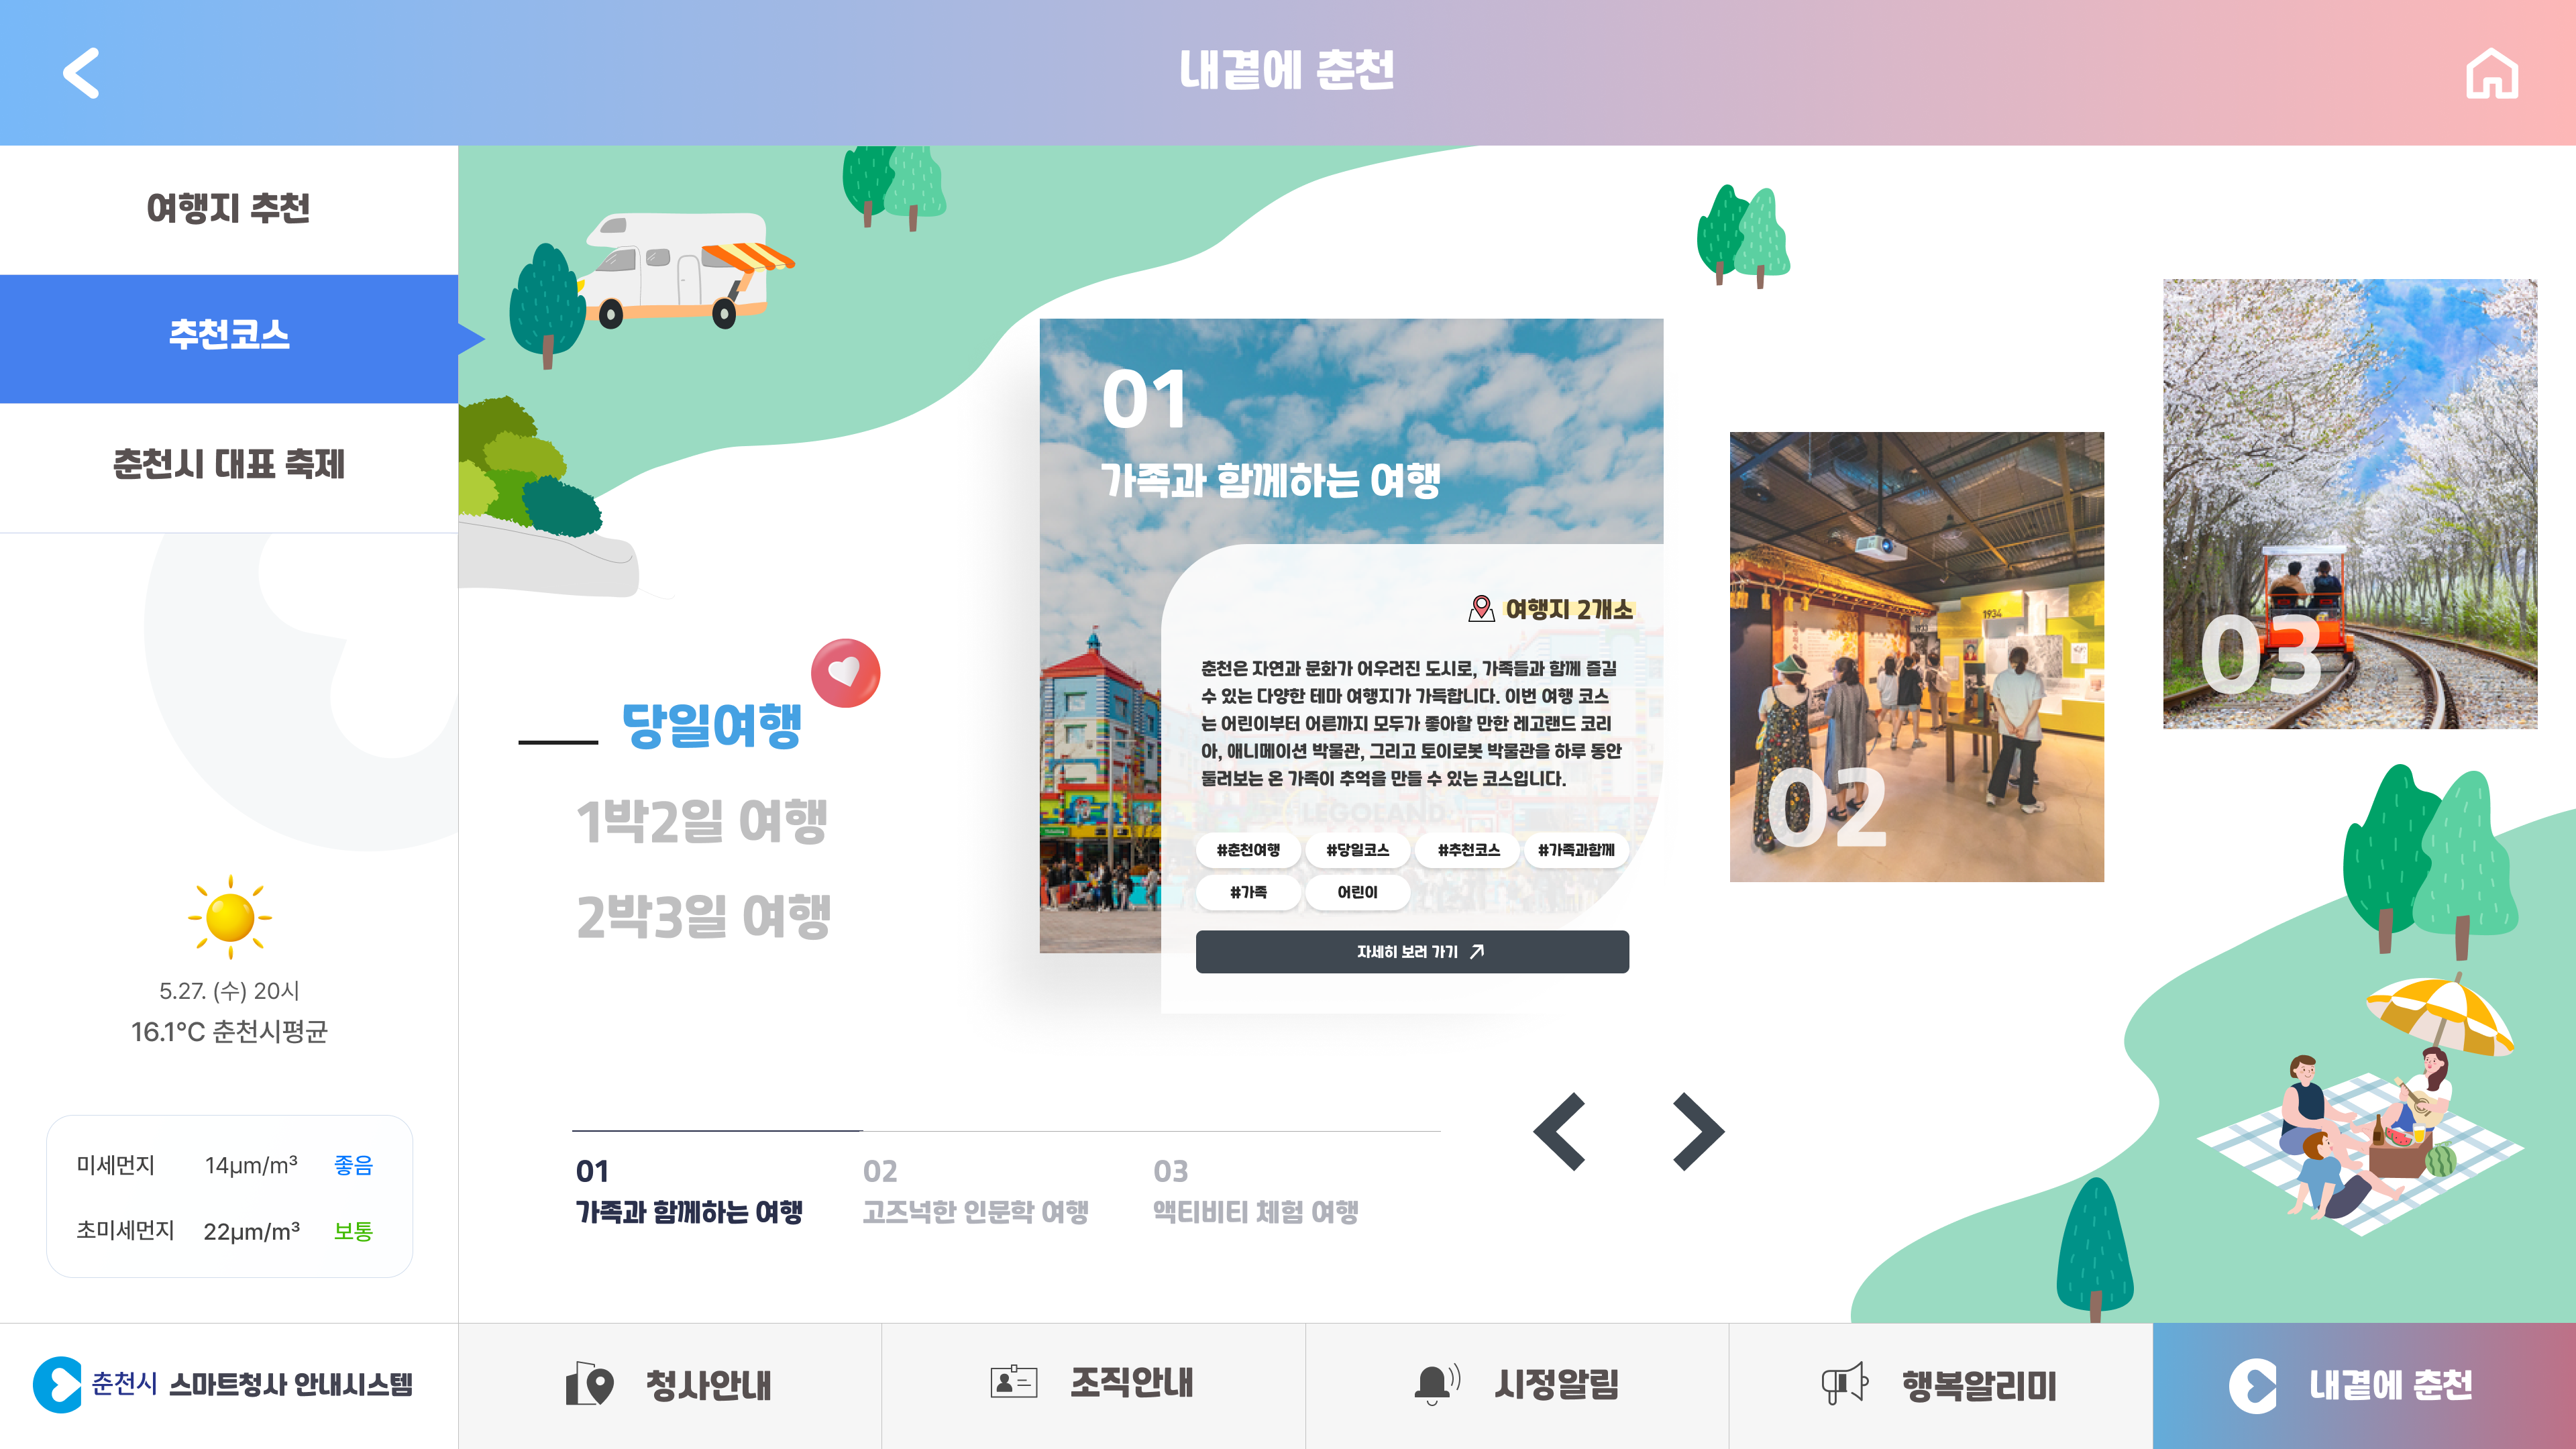 내곁에 춘천
여행지 추천
추천코스
춘천시 대표 축제
5.27. (수) 20시
16.1°C 춘천시평균
미세먼지 14μm/m³ 좋음
초미세먼지 22μm/m³ 보통
당일여행
1박2일 여행
2박3일 여행
01
가족과 함께하는 여행
여행지 2개소
춘천은 자연과 문화가 어우러진 도시로, 가족들과 함께 즐길
수 있는 다양한 테마 여행지가 가득합니다. 이번 여행 코스
는 어린이부터 어른까지 모두가 좋아할 만한 레고랜드 코리
아, 애니메이션 박물관, 그리고 토이로봇 박물관을 하루 동안
둘러보는 온 가족이 추억을 만들 수 있는 코스입니다.
LEGOLAND
#춘천여행 #당일코스 #추천코스 #가족과함께
#가족 어린이
자세히 보러 가기
1934
02
03
01
가족과 함께하는 여행
02
고즈넉한 인문학 여행
03
액티비티 체험 여행
춘천시 스마트청사 안내시스템
청사안내
조직안내
시정알림
행복알리미
내곁에 춘천